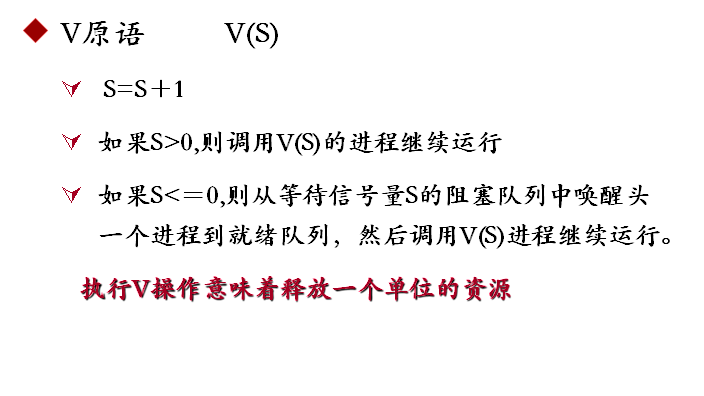 V原语 V(S)
S=S＋1
如果S>0,则调用V(S)的进程继续运行
如果S<＝0,则从等待信号量S的阻塞队列中唤醒头
一个进程到就绪队列，然后调用V(S)进程继续运行。
执行V操作意味着释放一个单位的资源